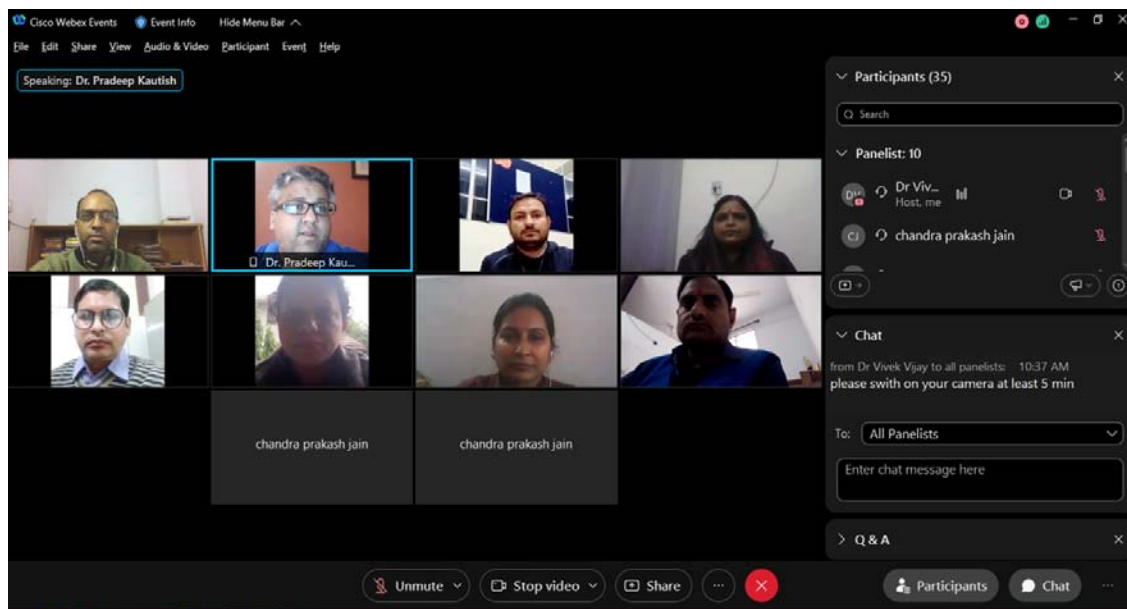 Cisco Webex Events Event Info Hide Menu Bar
File Edit Share View Audio & Video Participant Event Help
Speaking: Dr. Pradeep Kautish
Dr. Pradeep Kau...
chandra prakash jain
chandra prakash jain
Participants (35)
Search
Panelist: 10
DV
Dr Viv...
Host, me
CJ
chandra prakash jain
Chat
from Dr Vivek Vijay to all panelists: 10:37 AM
please swith on your camera at least 5 min
To: All Panelists
Enter chat message here
Q & A
Unmute Stop video Share
Participants Chat